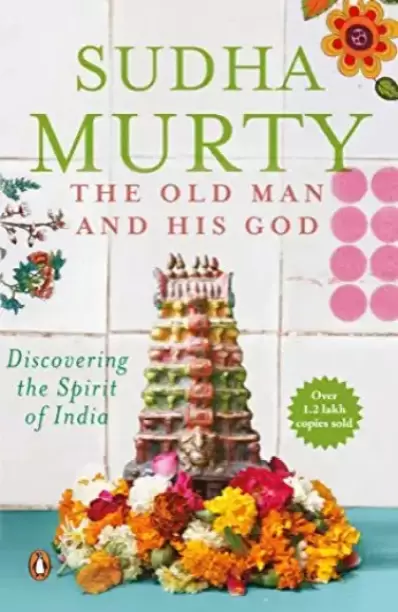 SUDHA
MURTY
THE OLD MAN
AND HIS GOD
Discovering
the Spirit
of India
Over
1.2 lakh
copies sold